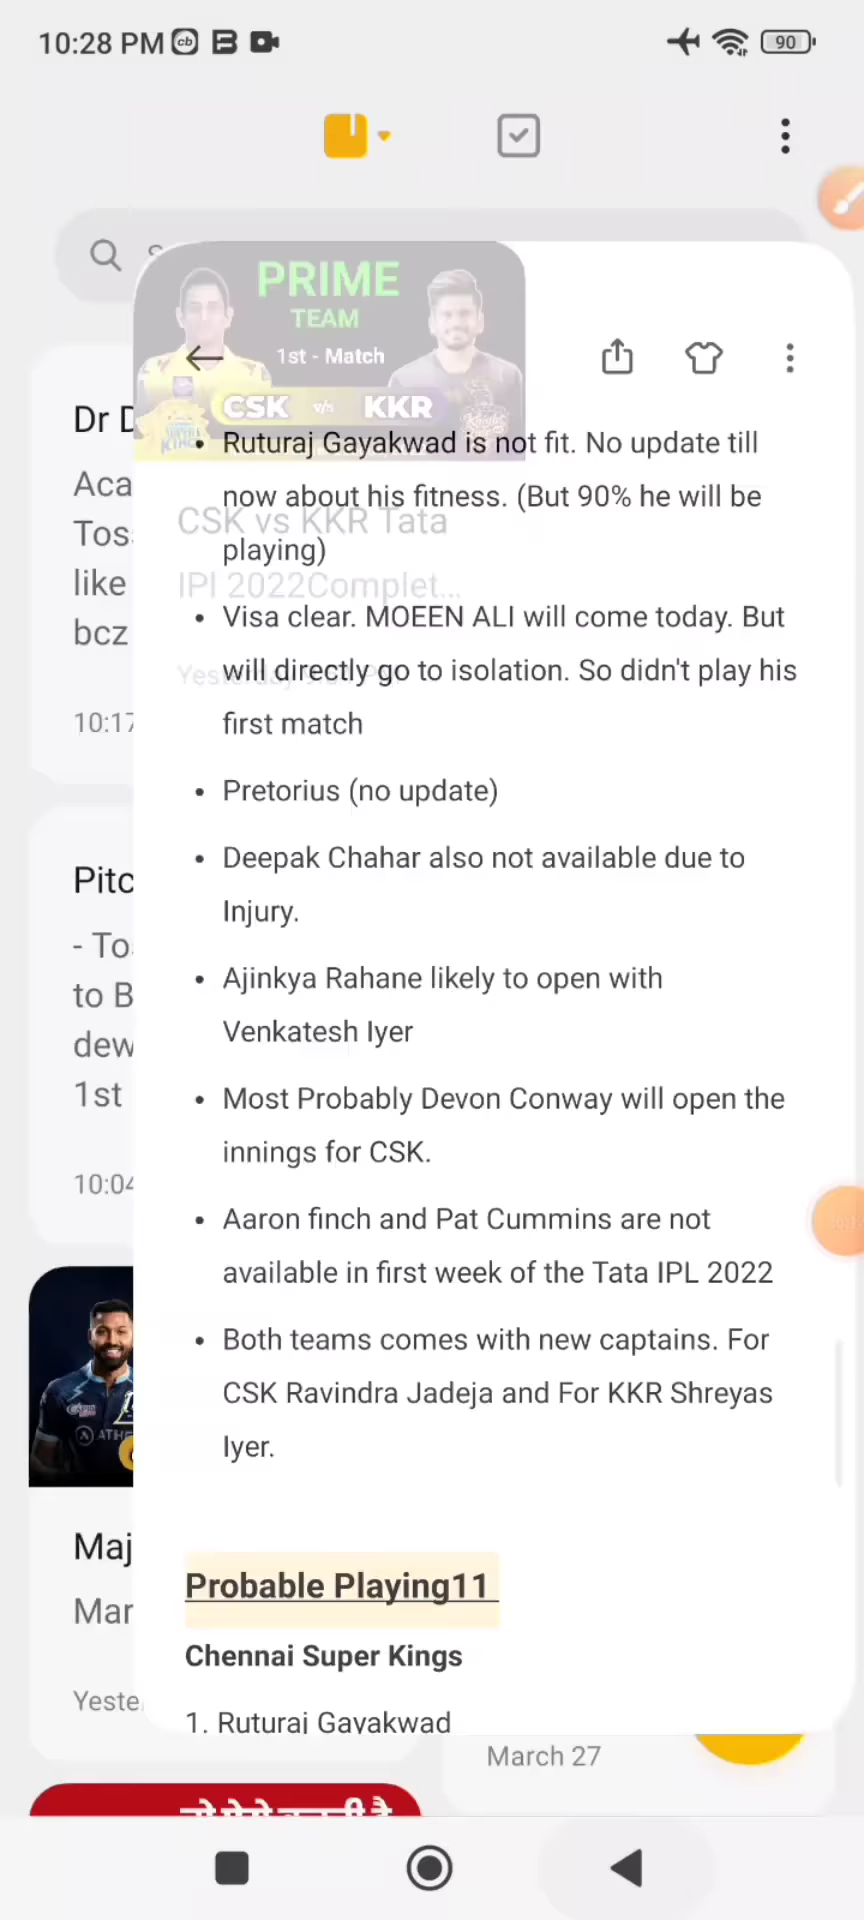 10:28 PM
90
PRIME
TEAM
1st - Match
CSK v/s KKR
CSK vs KKR Tata
IPl 2022Complet...
Ruturaj Gayakwad is not fit. No update till
now about his fitness. (But 90% he will be
playing)
Visa clear. MOEEN ALI will come today. But
will directly go to isolation. So didn't play his
first match
Pretorius (no update)
Deepak Chahar also not available due to
Injury.
Ajinkya Rahane likely to open with
Venkatesh Iyer
Most Probably Devon Conway will open the
innings for CSK.
Aaron finch and Pat Cummins are not
available in first week of the Tata IPL 2022
Both teams comes with new captains. For
CSK Ravindra Jadeja and For KKR Shreyas
Iyer.
Probable Playing11
Chennai Super Kings
1. Ruturaj Gayakwad
Dr D
Aca
Tos
like
bcz
10:17
Pitc
- To
to B
dew
1st
10:04
Maj
Mar
Yeste
March 27